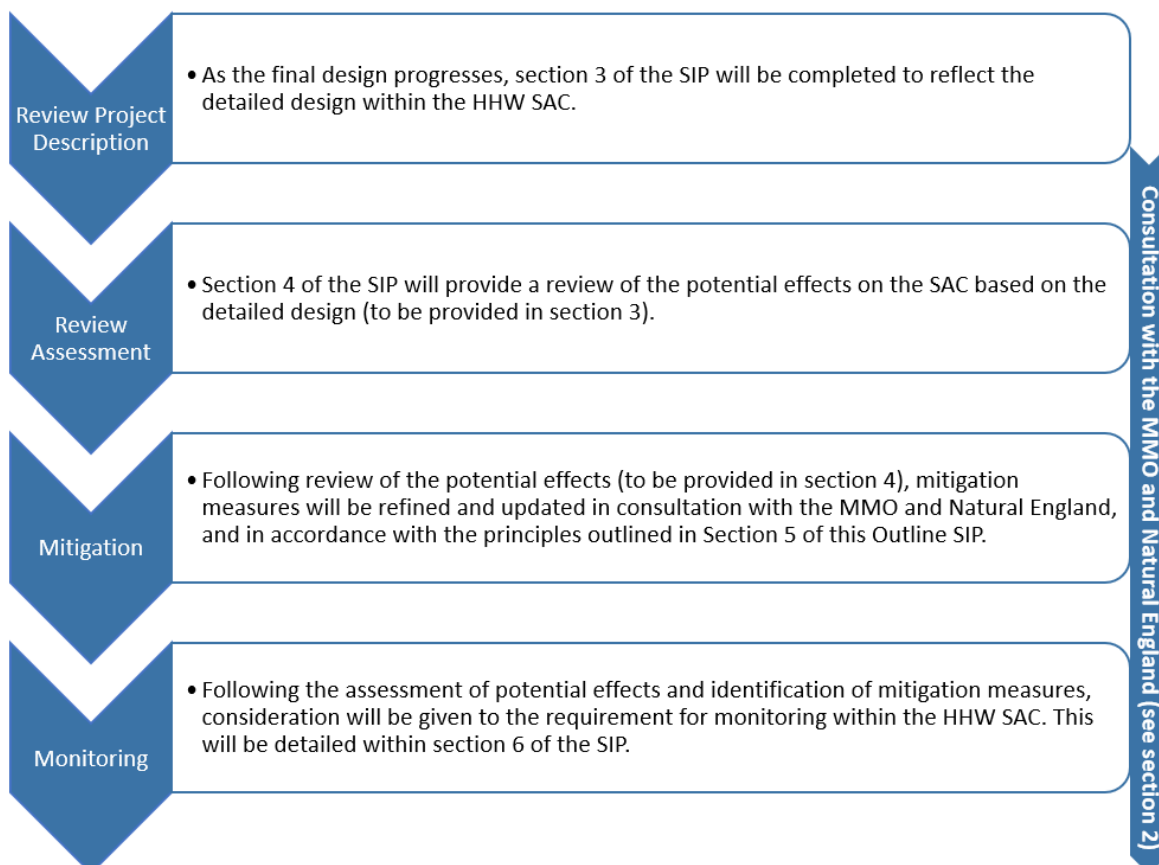 Review Project
Description
• As the final design progresses, section 3 of the SIP will be completed to reflect the
detailed design within the HHW SAC.
Review
Assessment
• Section 4 of the SIP will provide a review of the potential effects on the SAC based on the
detailed design (to be provided in section 3).
Mitigation
• Following review of the potential effects (to be provided in section 4), mitigation
measures will be refined and updated in consultation with the MMO and Natural England,
and in accordance with the principles outlined in Section 5 of this Outline SIP.
Monitoring
• Following the assessment of potential effects and identification of mitigation measures,
consideration will be given to the requirement for monitoring within the HHW SAC. This
will be detailed within section 6 of the SIP.
Consultation with the MMO and Natural England (see section 2)